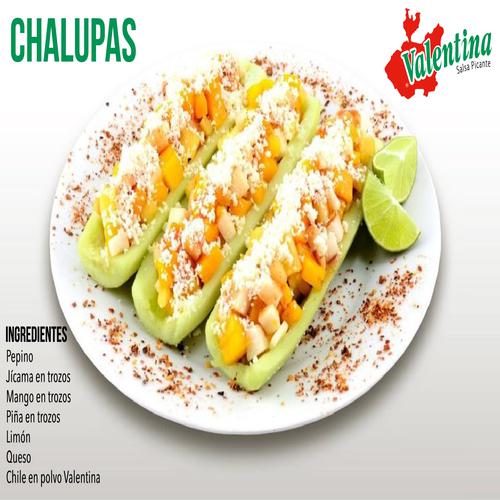 CHALUPAS
Valentina
Salsa Picante
INGREDIENTES
Pepino
Jícama en trozos
Mango en trozos
Piña en trozos
Limón
Queso
Chile en polvo Valentina